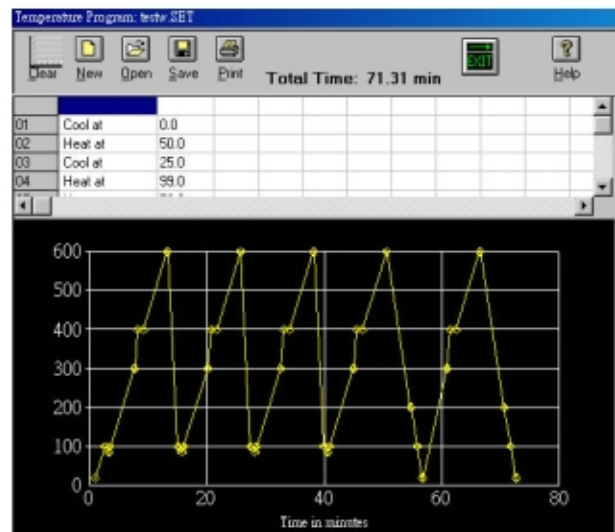 Temperature Program: testw.SET
Clear New Open Save Print Total Time: 71.31 min EXIT Help
01 Cool at 0.0
02 Heat at 50.0
03 Cool at 25.0
04 Heat at 99.0
600
500
400
300
200
100
0
0 20 40 60 80
Time in minutes